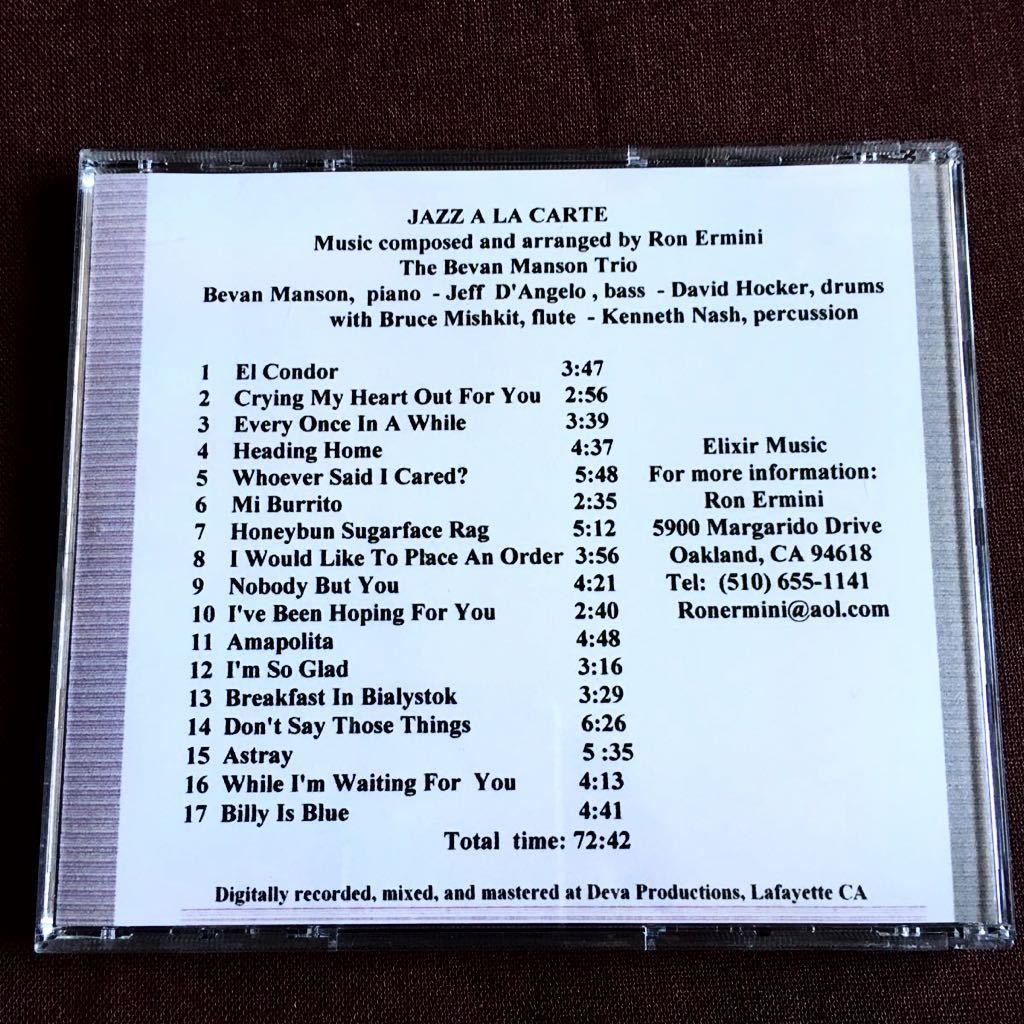 JAZZ A LA CARTE
Music composed and arranged by Ron Ermini
The Bevan Manson Trio
Bevan Manson, piano - Jeff D'Angelo , bass - David Hocker, drums
with Bruce Mishkit, flute - Kenneth Nash, percussion
1 El Condor 3:47
2 Crying My Heart Out For You 2:56
3 Every Once In A While 3:39
4 Heading Home 4:37
5 Whoever Said I Cared? 5:48
6 Mi Burrito 2:35
7 Honeybun Sugarface Rag 5:12
8 I Would Like To Place An Order 3:56
9 Nobody But You 4:21
10 I've Been Hoping For You 2:40
11 Amapolita 4:48
12 I'm So Glad 3:16
13 Breakfast In Bialystok 3:29
14 Don't Say Those Things 6:26
15 Astray 5 :35
16 While I'm Waiting For You 4:13
17 Billy Is Blue 4:41
Total time: 72:42
Elixir Music
For more information:
Ron Ermini
5900 Margarido Drive
Oakland, CA 94618
Tel: (510) 655-1141
Ronermini@aol.com
Digitally recorded, mixed, and mastered at Deva Productions, Lafayette CA